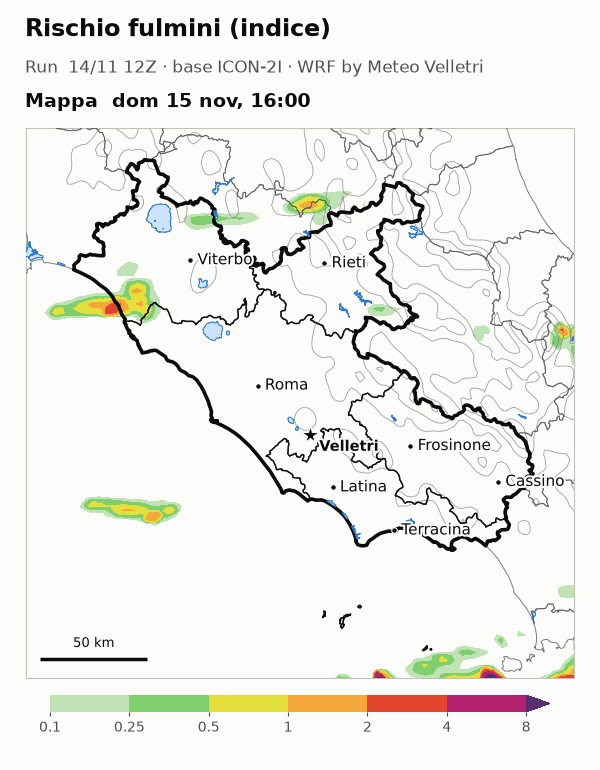 Rischio fulmini (indice)
Run  14/11 12Z · base ICON-2I · WRF by Meteo Velletri
Mappa  dom 15 nov, 16:00
Viterbo
Rieti
Roma
Velletri
Frosinone
Latina
Cassino
Terracina
50 km
0.1 0.25 0.5 1 2 4 8